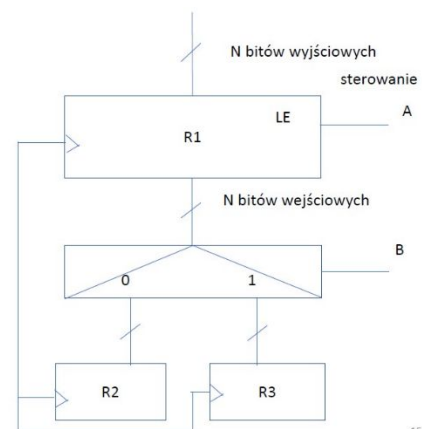 N bitów wyjściowych
sterowanie
LE
A
R1
N bitów wejściowych
B
0 1
R2 R3